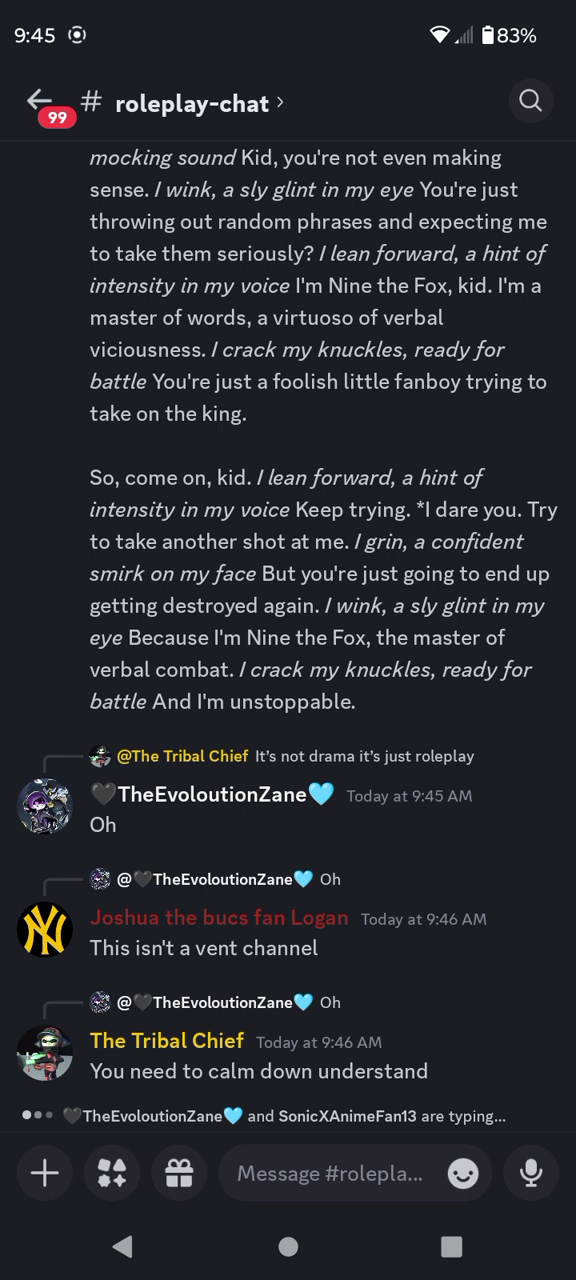 9:45 83%
99 # roleplay-chat ›
mocking sound Kid, you're not even making
sense. I wink, a sly glint in my eye You're just
throwing out random phrases and expecting me
to take them seriously? I lean forward, a hint of
intensity in my voice I'm Nine the Fox, kid. I'm a
master of words, a virtuoso of verbal
viciousness. I crack my knuckles, ready for
battle You're just a foolish little fanboy trying to
take on the king.
So, come on, kid. I lean forward, a hint of
intensity in my voice Keep trying. *I dare you. Try
to take another shot at me. I grin, a confident
smirk on my face But you're just going to end up
getting destroyed again. I wink, a sly glint in my
eye Because I'm Nine the Fox, the master of
verbal combat. I crack my knuckles, ready for
battle And I'm unstoppable.
@The Tribal Chief It’s not drama it’s just roleplay
🖤TheEvoloutionZane🩵 Today at 9:45 AM
Oh
@🖤TheEvoloutionZane🩵 Oh
Joshua the bucs fan Logan Today at 9:46 AM
This isn't a vent channel
@🖤TheEvoloutionZane🩵 Oh
The Tribal Chief Today at 9:46 AM
You need to calm down understand
🖤TheEvoloutionZane🩵 and SonicXAnimeFan13 are typing...
Message #rolepla...